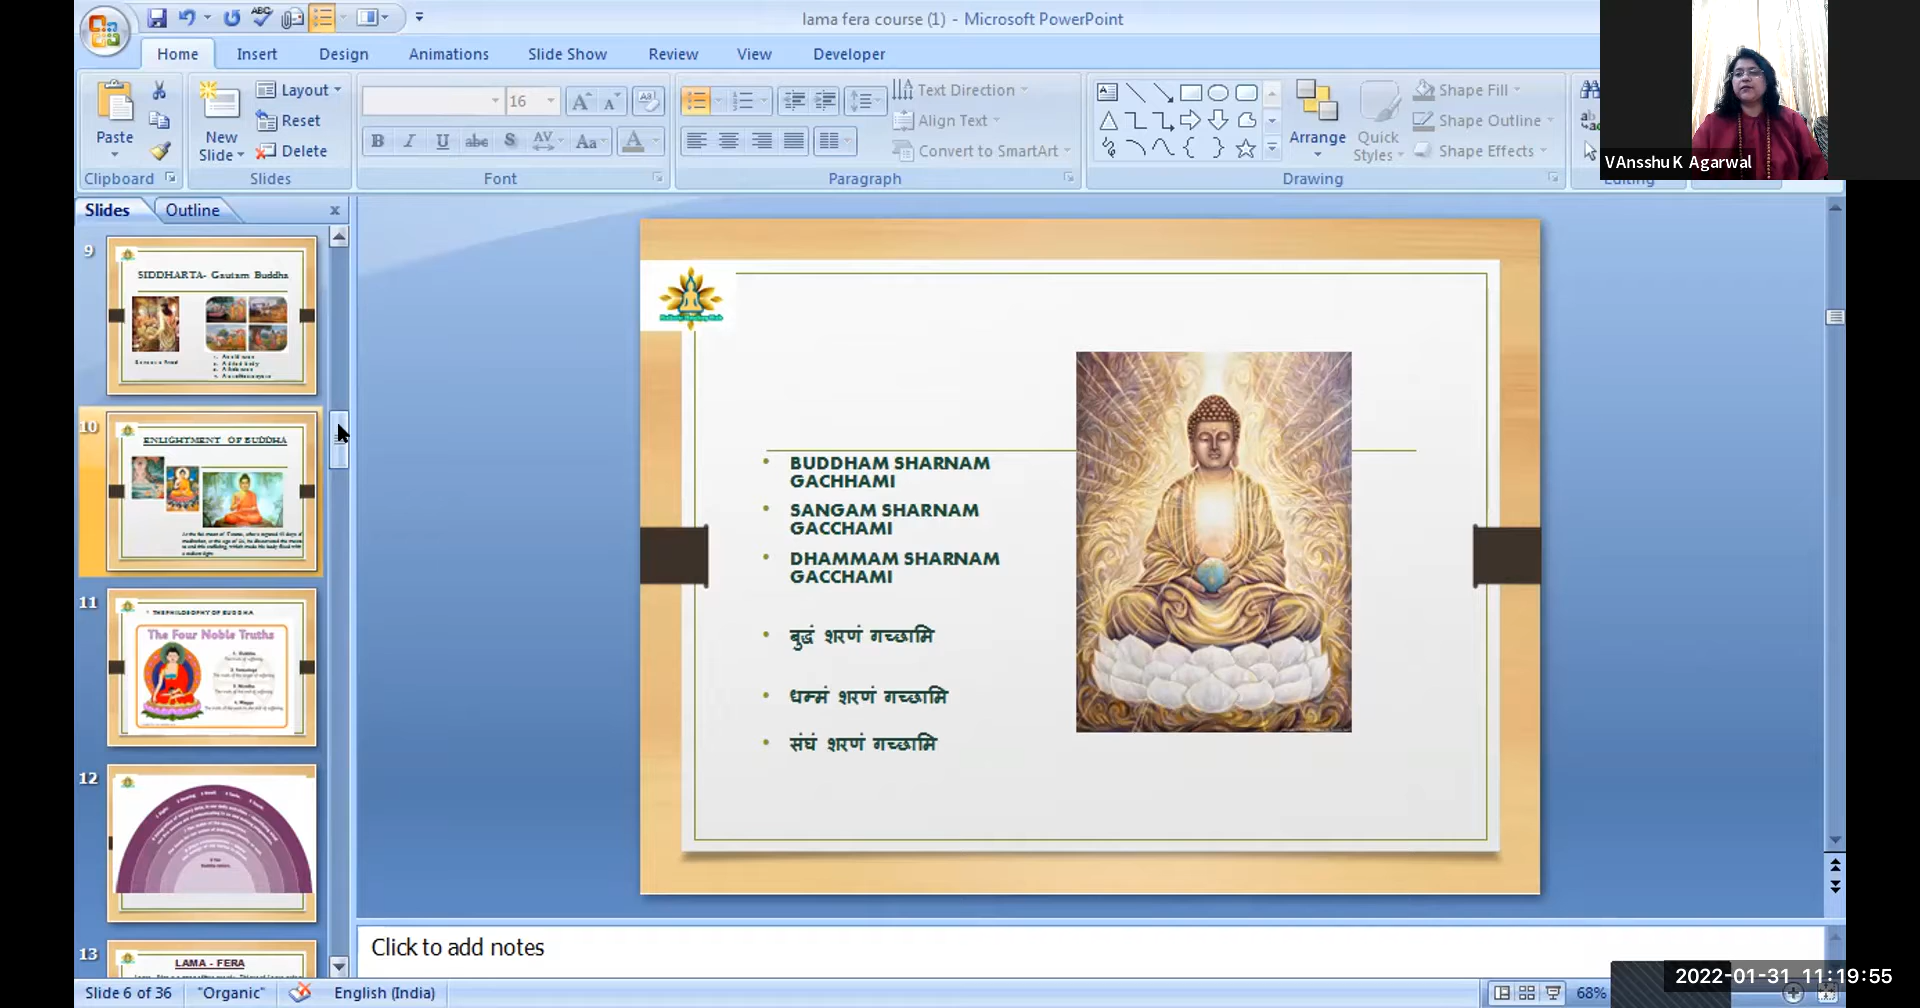 lama fera course (1) - Microsoft PowerPoint
Home Insert Design Animations Slide Show Review View Developer
Paste
Clipboard
New Slide
Layout
Reset
Delete
Slides
16
Font
Text Direction
Align Text
Convert to SmartArt
Paragraph
Arrange
Quick Styles
Shape Fill
Shape Outline
Shape Effects
Drawing
Editing
VAnsshu K Agarwal
Slides Outline
9
SIDDHARTA- Gautam Buddha
10
ENLIGHTMENT OF BUDDHA
11
THE PHILOSOPHY OF BUDDHA
The Four Noble Truths
12
13
LAMA - FERA
BUDDHAM SHARNAM
GACHHAMI
SANGAM SHARNAM
GACCHAMI
DHAMMAM SHARNAM
GACCHAMI
बुद्धं शरणं गच्छामि
धम्मं शरणं गच्छामि
संघं शरणं गच्छामि
Click to add notes
Slide 6 of 36 "Organic" English (India)
68%
2022-01-31 11:19:55